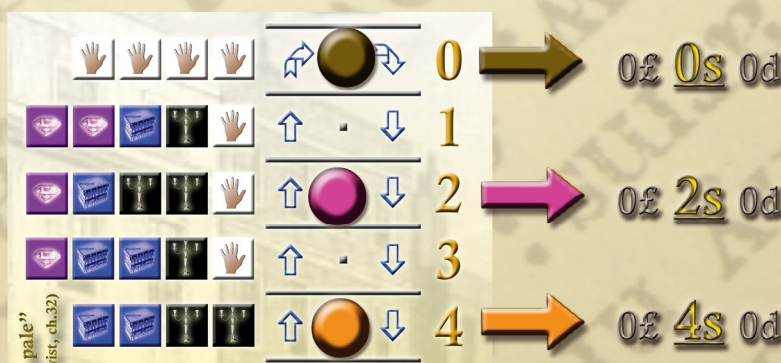 0 0£ 0s 0d
1
2 0£ 2s 0d
3
4 0£ 4s 0d
pale”
ist, ch.32)